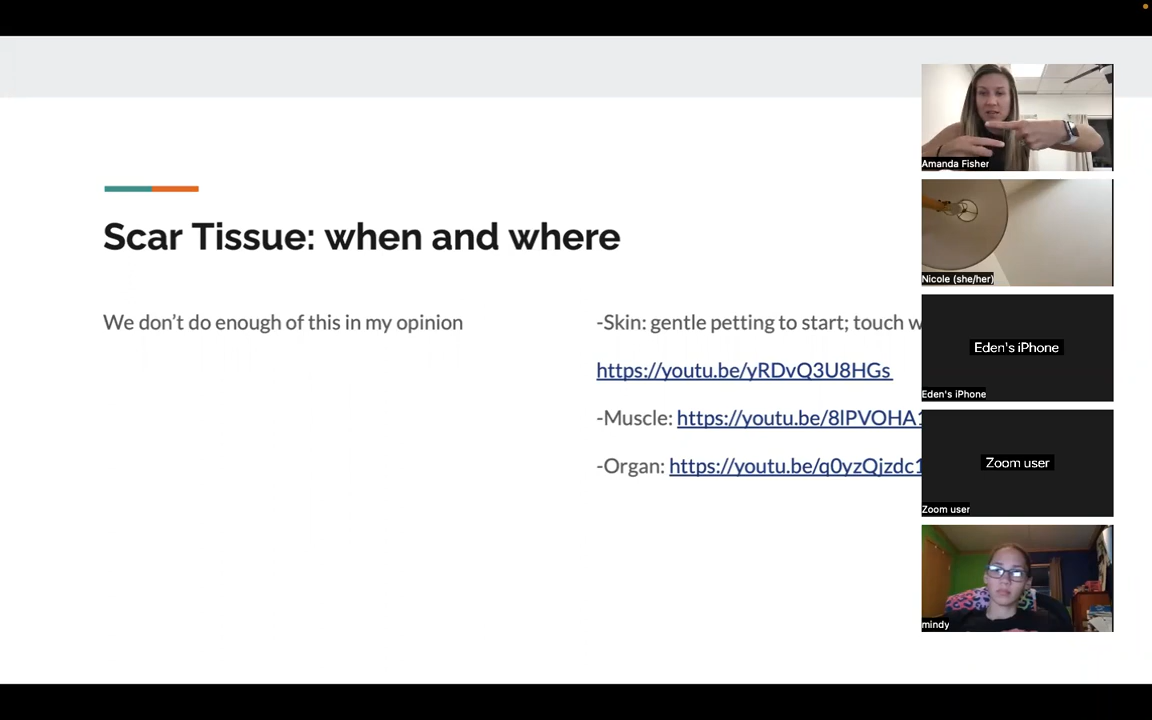 Scar Tissue: when and where
We don't do enough of this in my opinion
-Skin: gentle petting to start; touch
https://youtu.be/yRDvQ3U8HGs
-Muscle: https://youtu.be/8lPVOHA
-Organ: https://youtu.be/q0yzQjzdc1
Amanda Fisher
Nicole (she/her)
Eden's iPhone
Eden's iPhone
Zoom user
Zoom user
mindy